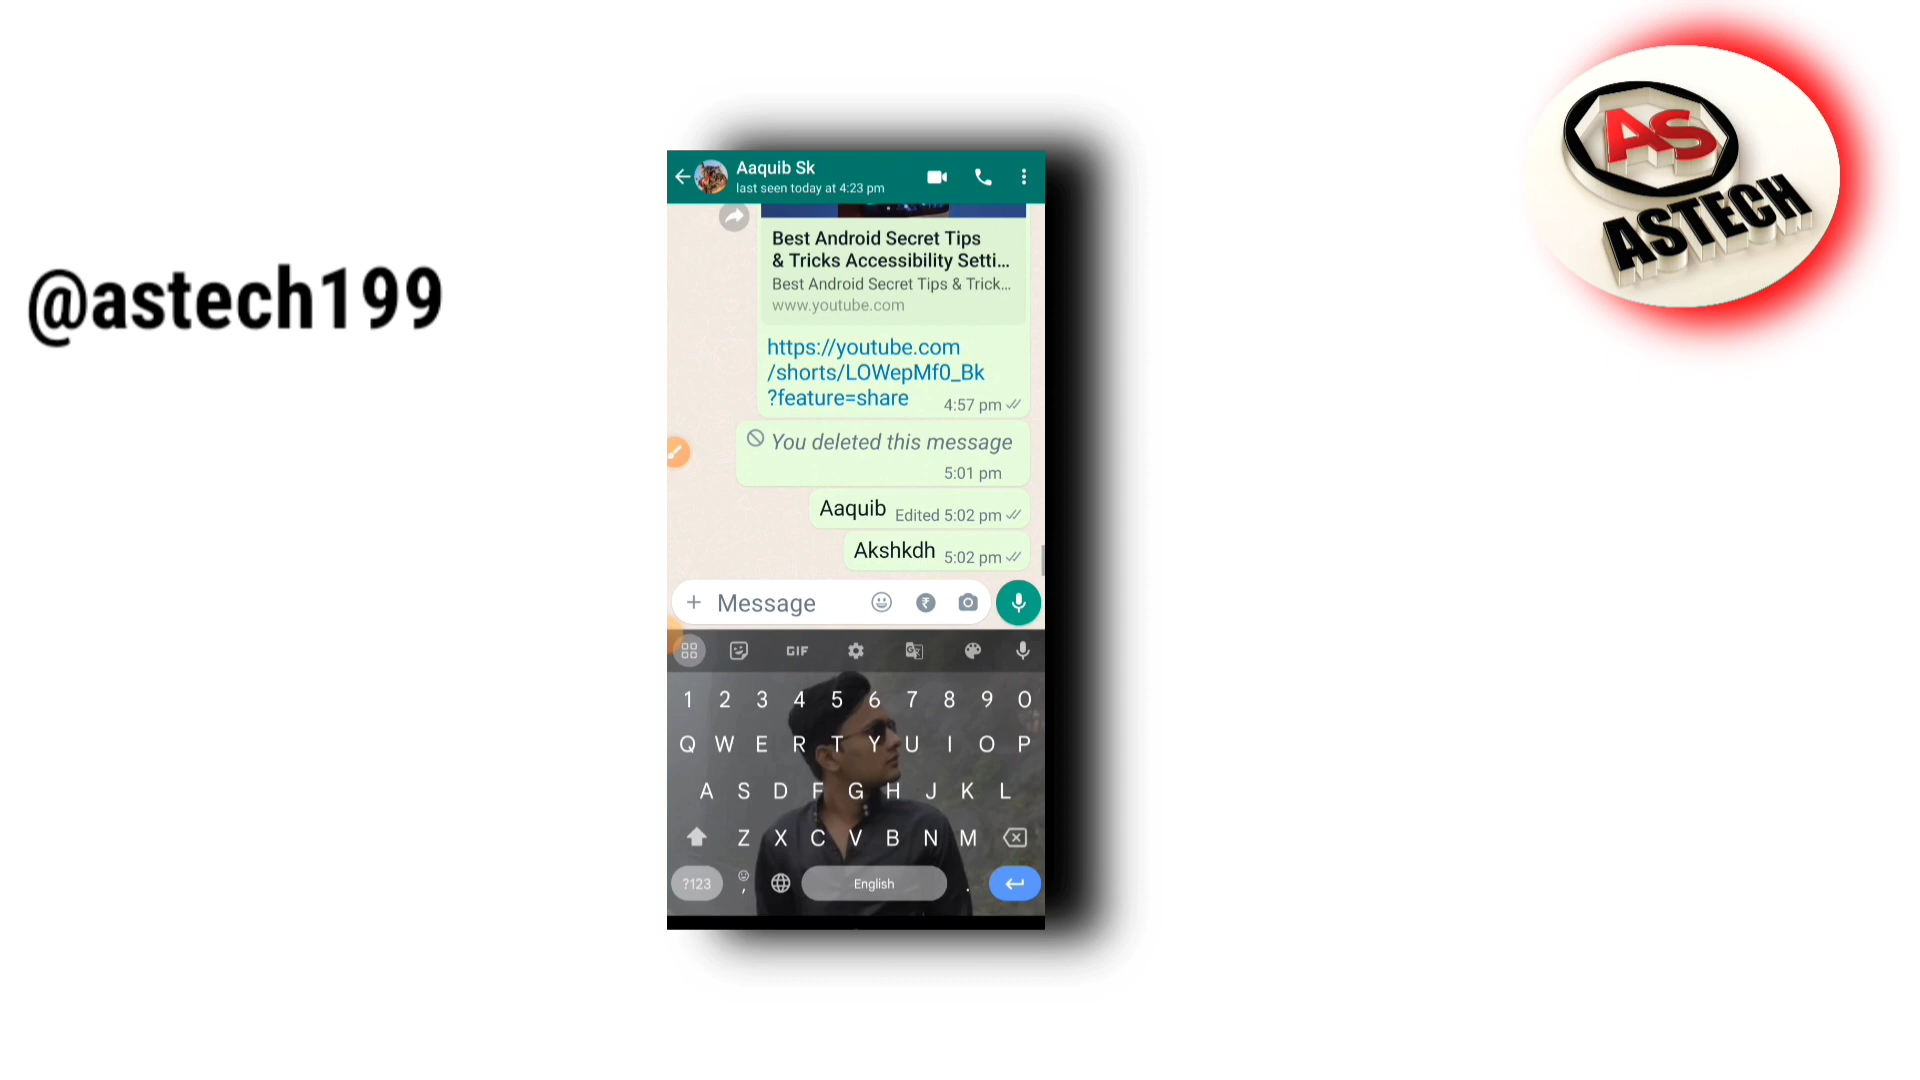 AS
ASTECH
@astech199
Aaquib Sk
last seen today at 4:23 pm
Best Android Secret Tips
& Tricks Accessibility Setti...
Best Android Secret Tips & Trick...
www.youtube.com
https://youtube.com
/shorts/LOWepMf0_Bk
?feature=share 4:57 pm
You deleted this message
5:01 pm
Aaquib Edited 5:02 pm
Akshkdh 5:02 pm
+ Message ₹
GIF
1 2 3 4 5 6 7 8 9 0
Q W E R T Y U I O P
A S D F G H J K L
Z X C V B N M
?123 , English .